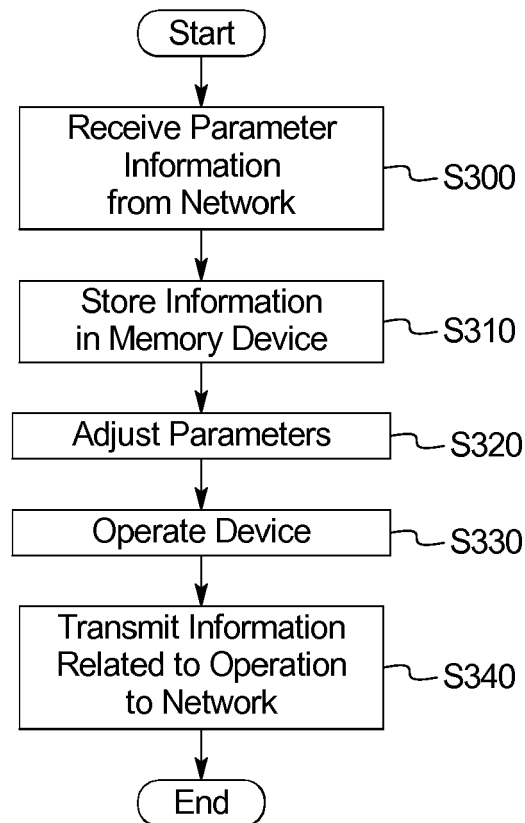 Start
Receive Parameter
Information
from Network
S300
Store Information
in Memory Device
S310
Adjust Parameters
S320
Operate Device
S330
Transmit Information
Related to Operation
to Network
S340
End